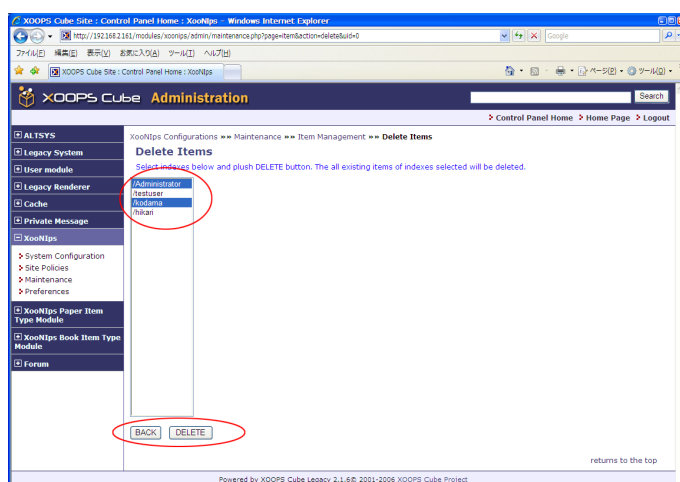 XOOPS Cube Site : Control Panel Home : XooNIps - Windows Internet Explorer
http://192.168.2.161/modules/xoonips/admin/maintenance.php?page=item&action=delete&uid=0
Google
ファイル(F) 編集(E) 表示(V) お気に入り(A) ツール(T) ヘルプ(H)
XOOPS Cube Site : Control Panel Home : XooNIps
ページ(P) ツール(O)
XOOPS Cube Administration
Search
Control Panel Home Home Page Logout
ALTSYS
Legacy System
User module
Legacy Renderer
Cache
Private Message
XooNIps
System Configuration
Site Policies
Maintenance
Preferences
XooNIps Paper Item
Type Module
XooNIps Book Item Type
Module
Forum
XooNIps Configurations »» Maintenance »» Item Management »» Delete Items
Delete Items
Select indexes below and plush DELETE button. The all existing items of indexes selected will be deleted.
/Administrator
/testuser
/kodama
/hikari
BACK DELETE
returns to the top
Powered by XOOPS Cube Legacy 2.1.6© 2001-2006 XOOPS Cube Project